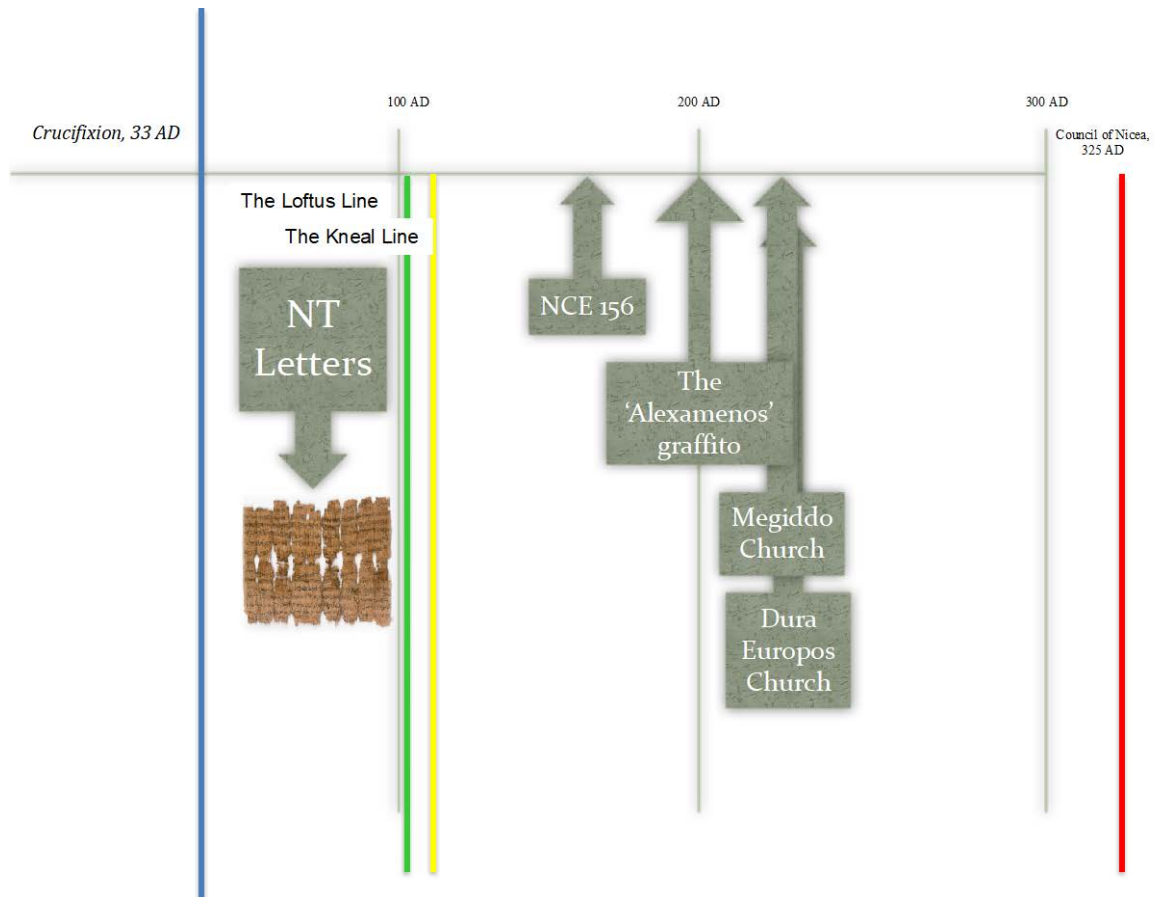 100 AD
200 AD
300 AD
Crucifixion, 33 AD
Council of Nicea,
325 AD
The Loftus Line
The Kneal Line
NT
Letters
NCE 156
The
‘Alexamenos’
graffito
Megiddo
Church
Dura
Europos
Church